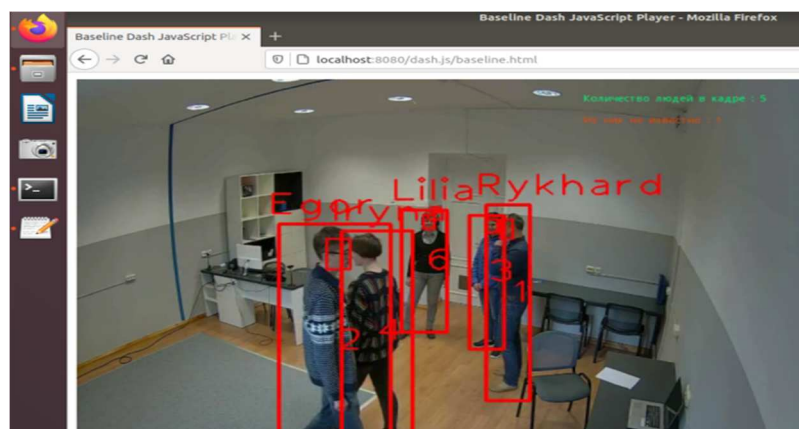 Baseline Dash JavaScript Player - Mozilla Firefox
Baseline Dash JavaScript Pl
localhost:8080/dash.js/baseline.html
Количество людей в кадре : 5
Lilia Rykhard
Egor
6
3
1
2
4